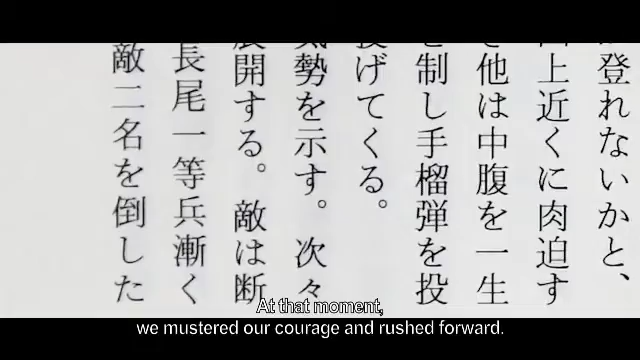 登れないかと、
上近くに肉迫す
他は中腹を一生
制し手榴弾を投
げてくる。
勢を示す。次々
開する。敵は断
長尾一等兵漸く
敵二名を倒した
At that moment,
we mustered our courage and rushed forward.